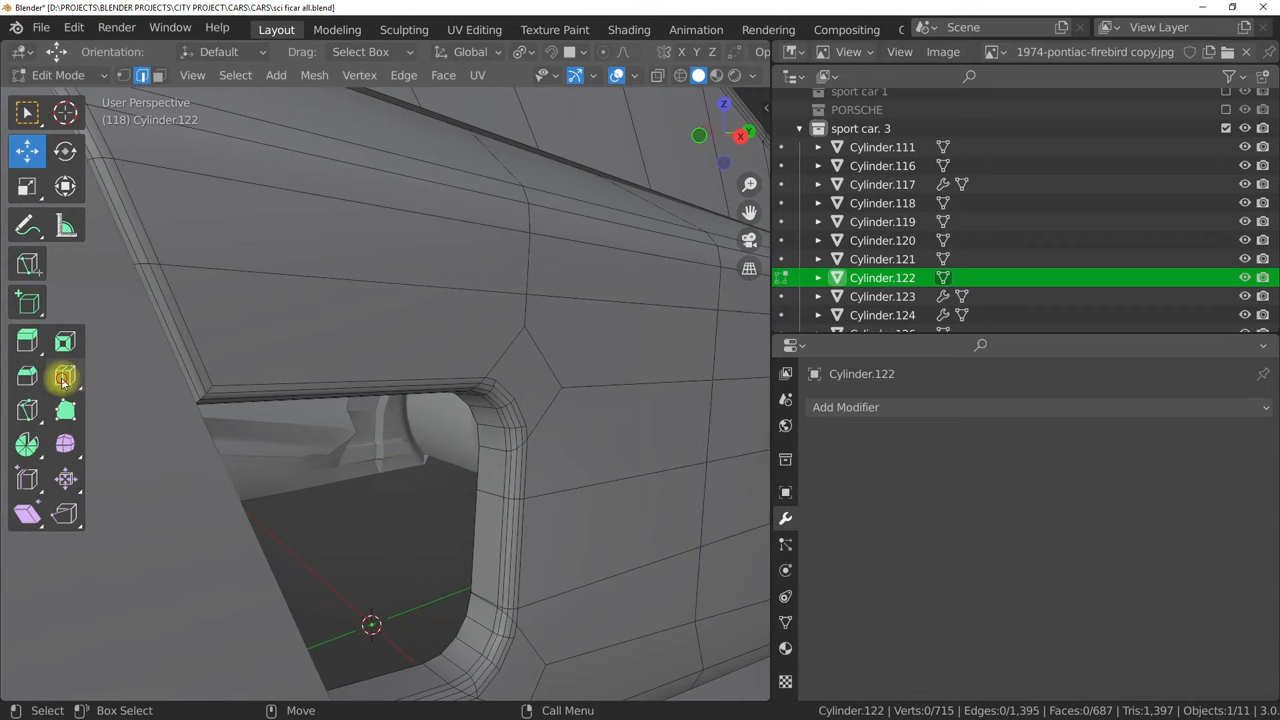 Blender* [D:\PROJECTS\BLENDER PROJECTS\CITY PROJECT\CARS\CARS\sci ficar all.blend]
File Edit Render Window Help Layout Modeling Sculpting UV Editing Texture Paint Shading Animation Rendering Compositing Scene View Layer
Orientation: Default Drag: Select Box Global X Y Z Op View View Image 1974-pontiac-firebird copy.jpg
Edit Mode View Select Add Mesh Vertex Edge Face UV
User Perspective
(118) Cylinder.122
Z
Y
X
sport car 1
PORSCHE
sport car. 3
Cylinder.111
Cylinder.116
Cylinder.117
Cylinder.118
Cylinder.119
Cylinder.120
Cylinder.121
Cylinder.122
Cylinder.123
Cylinder.124
Cylinder.122
Add Modifier
Select Box Select Move Call Menu Cylinder.122 | Verts:0/715 | Edges:0/1,395 | Faces:0/687 | Tris:1,397 | Objects:1/11 | 3.0